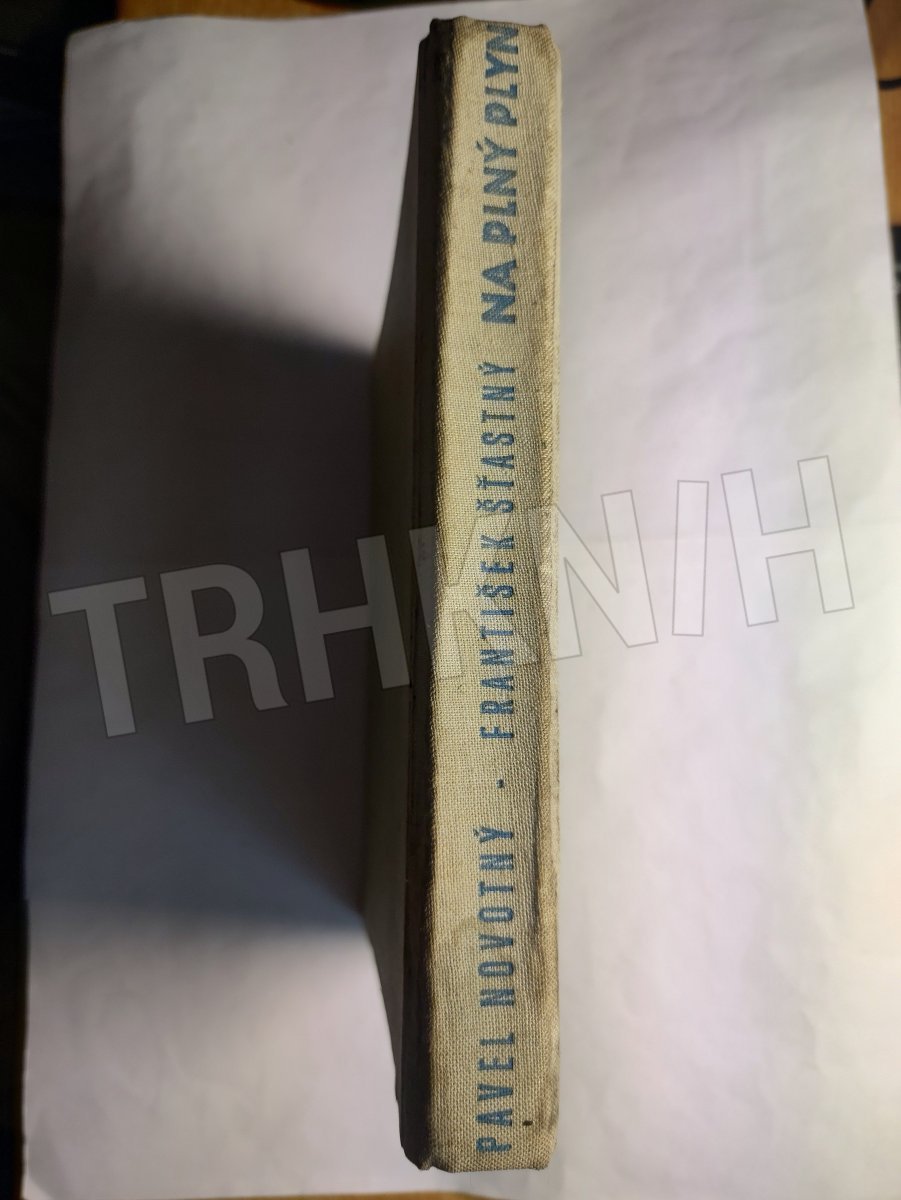 PAVEL NOVOTNÝ · FRANTIŠEK ŠŤASTNÝ NA PLNÝ PLYN
TRHKNIH